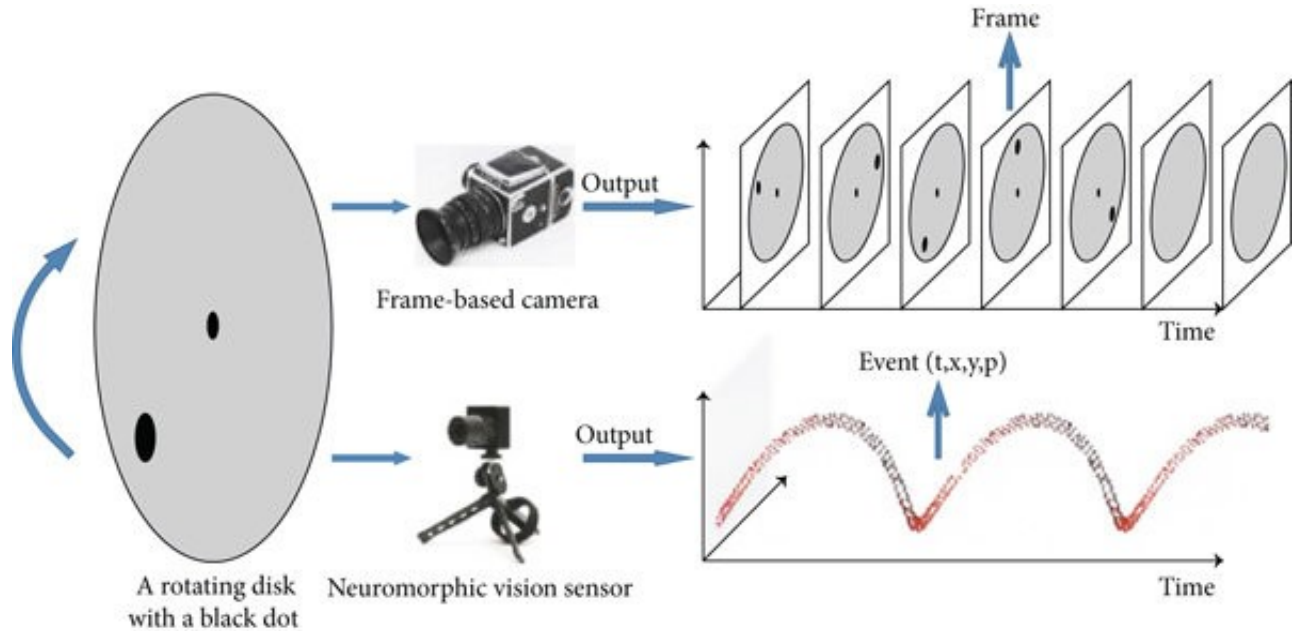 Frame
Output
Frame-based camera
Time
Event (t,x,y,p)
Output
A rotating disk
with a black dot
Neuromorphic vision sensor
Time